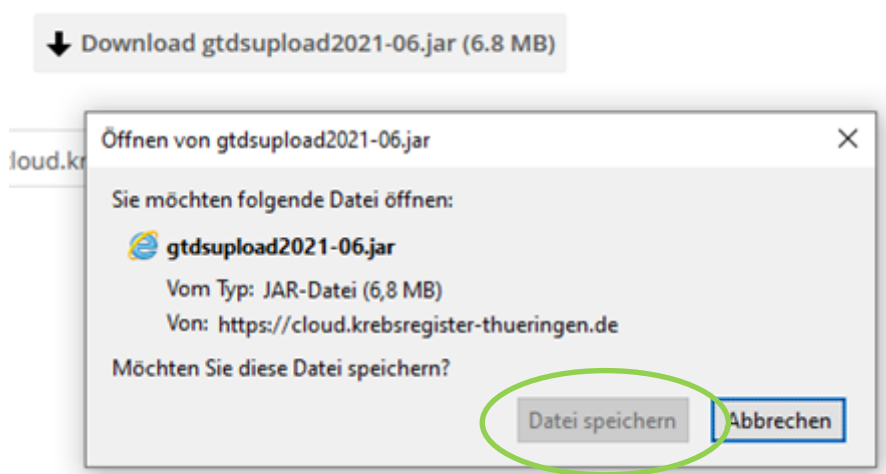 Download gtdsupload2021-06.jar (6.8 MB)
Öffnen von gtdsupload2021-06.jar
Sie möchten folgende Datei öffnen:
gtdsupload2021-06.jar
Vom Typ: JAR-Datei (6,8 MB)
Von: https://cloud.krebsregister-thueringen.de
Möchten Sie diese Datei speichern?
Datei speichern Abbrechen